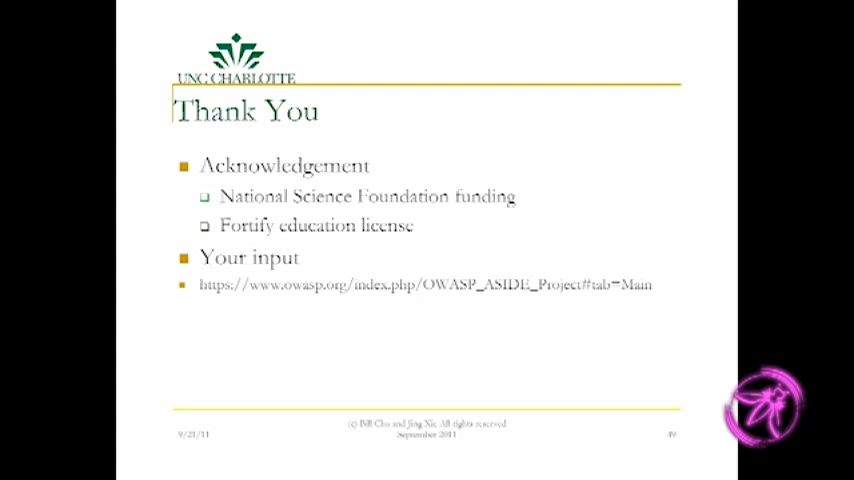 UNC CHARLOTTE
Thank You
Acknowledgement
National Science Foundation funding
Fortify education license
Your input
https://www.owasp.org/index.php/OWASP_ASIDE_Project#tab=Main
(c) Bill Chu and Jing Xie All rights reserved
9/21/11
September 2011
49